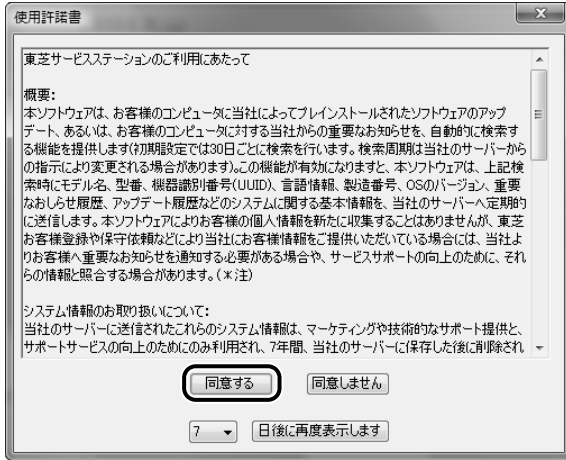 使用許諾書
東芝サービスステーションのご利用にあたって
概要:
本ソフトウェアは、お客様のコンピュータに当社によってプレインストールされたソフトウェアのアップ
デート、あるいは、お客様のコンピュータに対する当社からの重要なお知らせを、自動的に検索す
る機能を提供します(初期設定では30日ごとに検索を行います。検索周期は当社のサーバーから
の指示により変更される場合があります)。この機能が有効になりますと、本ソフトウェアは、上記検
索時にモデル名、型番、機器識別番号(UUID)、言語情報、製造番号、OSのバージョン、重要
なおしらせ履歴、アップデート履歴などのシステムに関する基本情報を、当社のサーバーへ定期的
に送信します。本ソフトウェアによりお客様の個人情報を新たに収集することはありませんが、東芝
お客様登録や保守依頼などにより当社にお客様情報をご提供いただいている場合には、当社よ
りお客様へ重要なお知らせを通知する必要がある場合や、サービスサポートの向上のために、それ
らの情報と照合する場合があります。(*注)
システム情報のお取り扱いについて:
当社のサーバーに送信されたこれらのシステム情報は、マーケティングや技術的なサポート提供と、
サポートサービスの向上のためにのみ利用され、7年間、当社のサーバーに保存した後に削除され
同意する 同意しません
7 日後に再度表示します